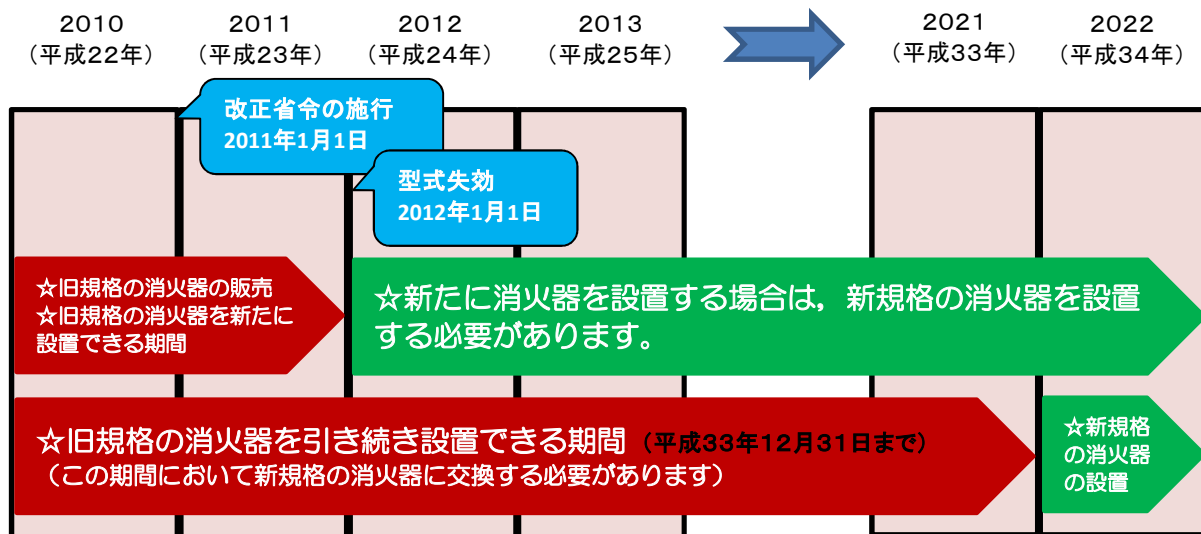 2010
(平成22年)
2011
(平成23年)
2012
(平成24年)
2013
(平成25年)
2021
(平成33年)
2022
(平成34年)
改正省令の施行
2011年1月1日
型式失効
2012年1月1日
☆旧規格の消火器の販売
☆旧規格の消火器を新たに
設置できる期間
☆新たに消火器を設置する場合は，新規格の消火器を設置
する必要があります。
☆旧規格の消火器を引き続き設置できる期間（平成33年12月31日まで）
（この期間において新規格の消火器に交換する必要があります）
☆新規格
の消火器
の設置